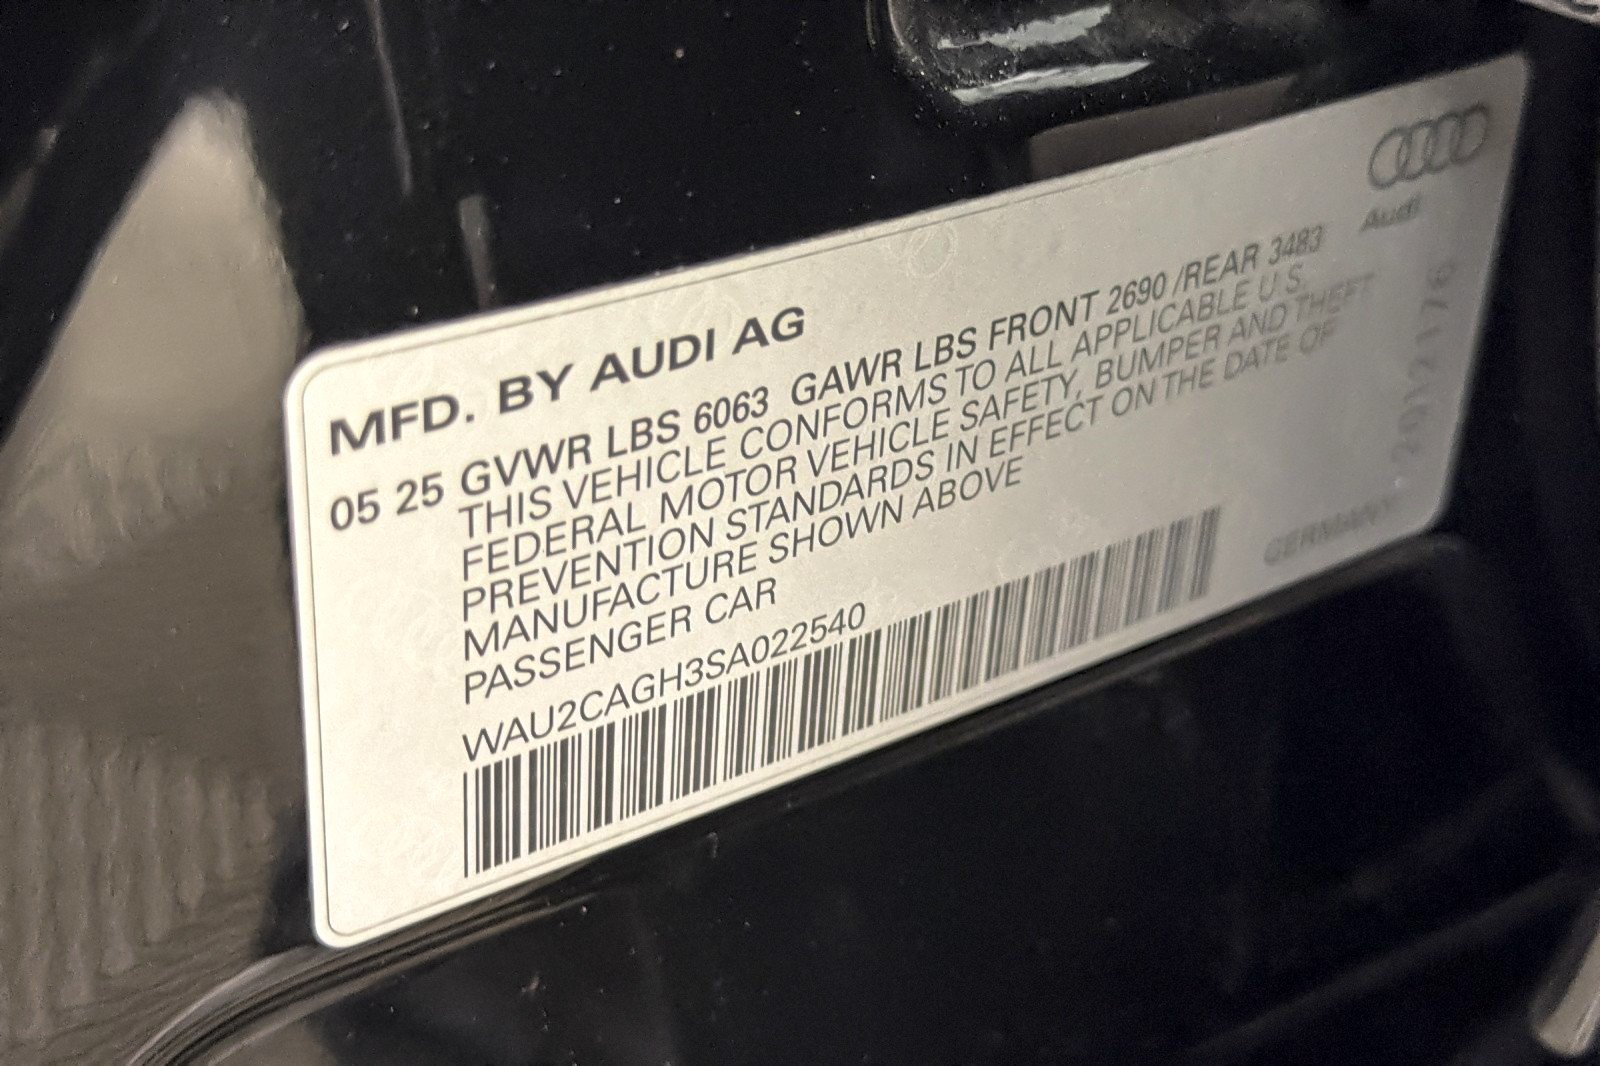 MFD. BY AUDI AG
05 25 GVWR LBS 6063 GAWR LBS FRONT 2690 /REAR 3483
THIS VEHICLE CONFORMS TO ALL APPLICABLE U.S.
FEDERAL MOTOR VEHICLE SAFETY, BUMPER AND THEFT
PREVENTION STANDARDS IN EFFECT ON THE DATE OF
MANUFACTURE SHOWN ABOVE
PASSENGER CAR
WAU2CAGH3SA022540
Audi
GERMANY